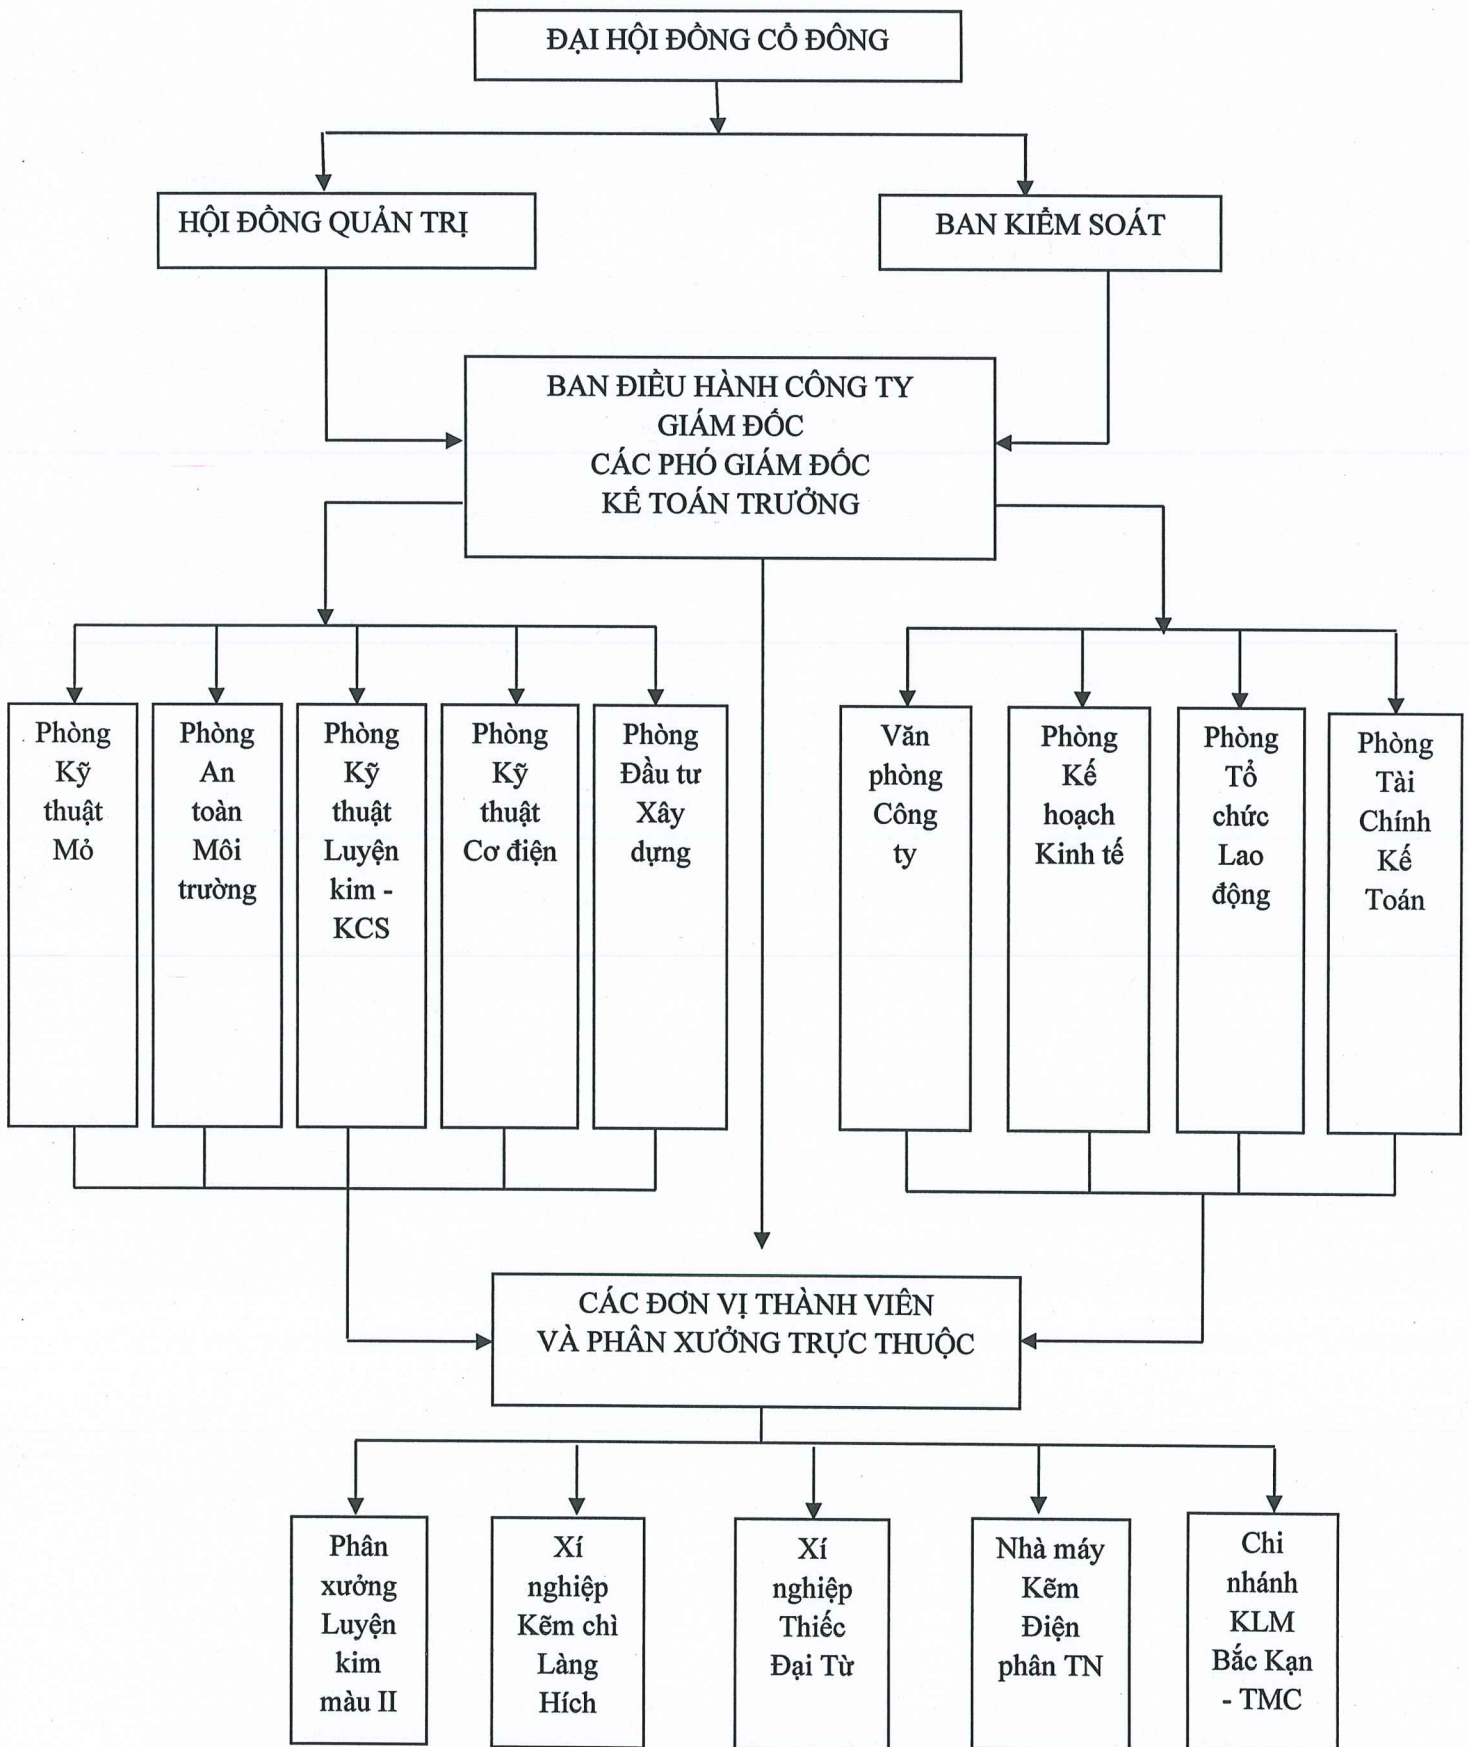 ĐẠI HỘI ĐỒNG CỔ ĐÔNG
HỘI ĐỒNG QUẢN TRỊ
BAN KIỂM SOÁT
BAN ĐIỀU HÀNH CÔNG TY
GIÁM ĐỐC
CÁC PHÓ GIÁM ĐỐC
KẾ TOÁN TRƯỞNG
Phòng
Kỹ
thuật
Mỏ
Phòng
An
toàn
Môi
trường
Phòng
Kỹ
thuật
Luyện
kim -
KCS
Phòng
Kỹ
thuật
Cơ điện
Phòng
Đầu tư
Xây
dựng
Văn
phòng
Công
ty
Phòng
Kế
hoạch
Kinh tế
Phòng
Tổ
chức
Lao
động
Phòng
Tài
Chính
Kế
Toán
CÁC ĐƠN VỊ THÀNH VIÊN
VÀ PHÂN XƯỞNG TRỰC THUỘC
Phân
xưởng
Luyện
kim
màu II
Xí
nghiệp
Kẽm chì
Làng
Hích
Xí
nghiệp
Thiếc
Đại Từ
Nhà máy
Kẽm
Điện
phân TN
Chi
nhánh
KLM
Bắc Kạn
- TMC